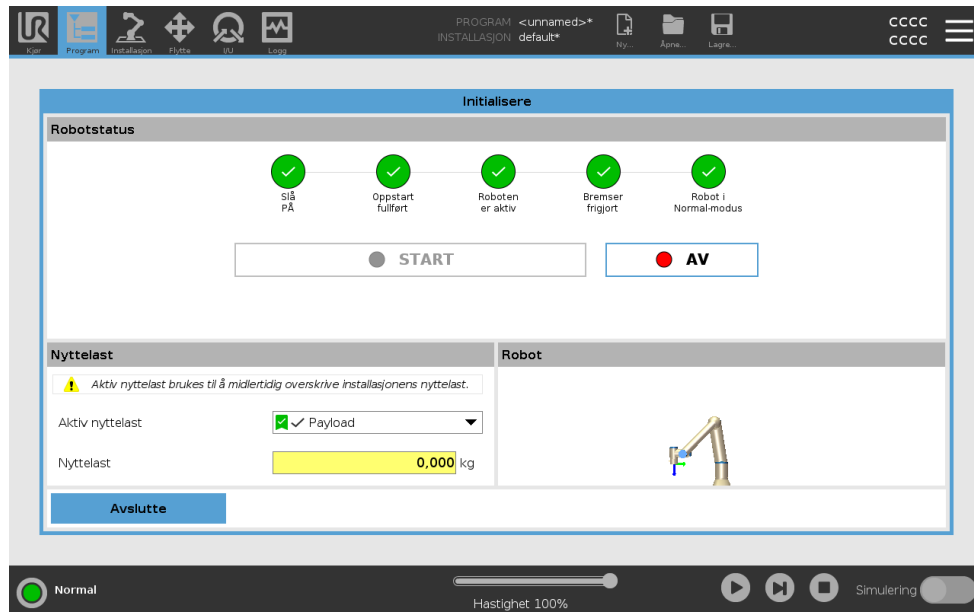 UR
Kjør
Program
Installasjon
Flytte
I/U
Logg
PROGRAM <unnamed>*
INSTALLASJON default*
Ny...
Åpne...
Lagre...
CCCC
CCCC
Initialisere
Robotstatus
Slå
PÅ
Oppstart
fullført
Roboten
er aktiv
Bremser
frigjort
Robot i
Normal-modus
START
AV
Nyttelast
Aktiv nyttelast brukes til å midlertidig overskrive installasjonens nyttelast.
Aktiv nyttelast
Payload
Nyttelast
0,000 kg
Robot
Avslutte
Normal
Hastighet 100%
Simulering